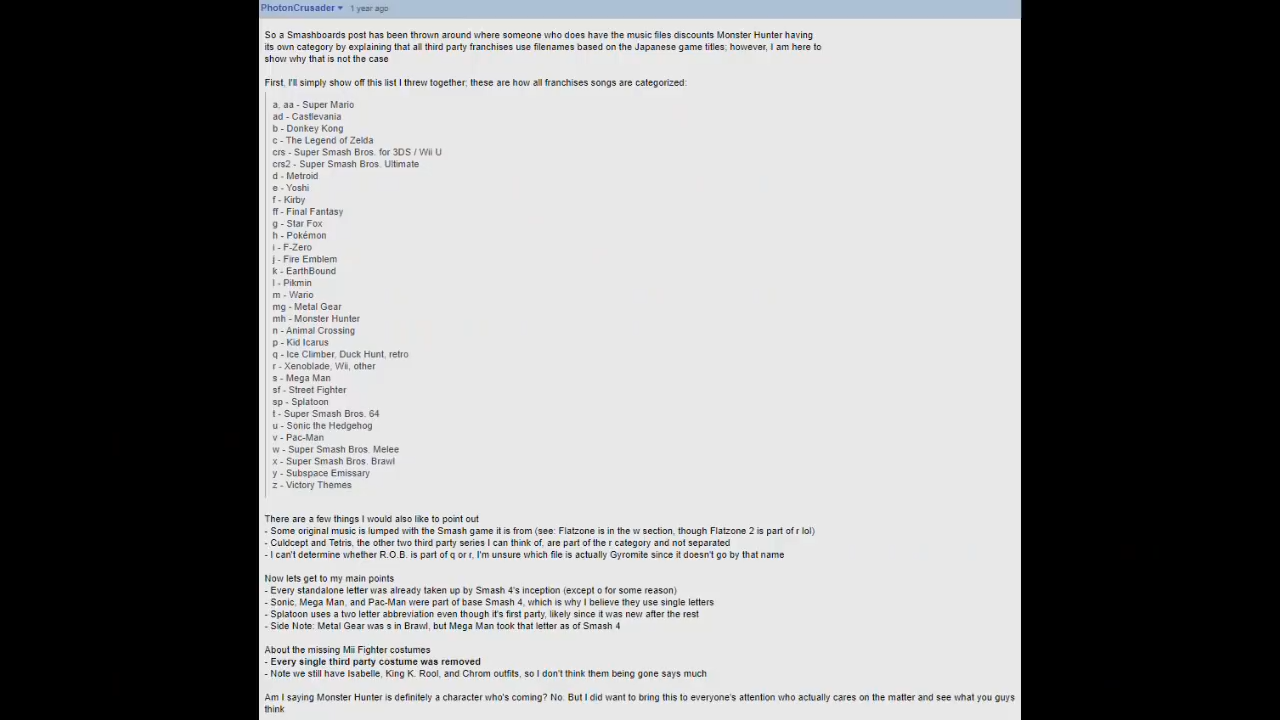 PhotonCrusader 1 year ago
So a Smashboards post has been thrown around where someone who does have the music files discounts Monster Hunter having
its own category by explaining that all third party franchises use filenames based on the Japanese game titles; however, I am here to
show why that is not the case
First, I'll simply show off this list I threw together; these are how all franchises songs are categorized:
a, aa - Super Mario
ad - Castlevania
b - Donkey Kong
c - The Legend of Zelda
crs - Super Smash Bros. for 3DS / Wii U
crs2 - Super Smash Bros. Ultimate
d - Metroid
e - Yoshi
f - Kirby
ff - Final Fantasy
g - Star Fox
h - Pokémon
i - F-Zero
j - Fire Emblem
k - EarthBound
l - Pikmin
m - Wario
mg - Metal Gear
mh - Monster Hunter
n - Animal Crossing
p - Kid Icarus
q - Ice Climber, Duck Hunt, retro
r - Xenoblade, Wii, other
s - Mega Man
sf - Street Fighter
sp - Splatoon
t - Super Smash Bros. 64
u - Sonic the Hedgehog
v - Pac-Man
w - Super Smash Bros. Melee
x - Super Smash Bros. Brawl
y - Subspace Emissary
z - Victory Themes
There are a few things I would also like to point out
- Some original music is lumped with the Smash game it is from (see: Flatzone is in the w section, though Flatzone 2 is part of r lol)
- Culdcept and Tetris, the other two third party series I can think of, are part of the r category and not separated
- I can't determine whether R.O.B. is part of q or r, I'm unsure which file is actually Gyromite since it doesn't go by that name
Now lets get to my main points
- Every standalone letter was already taken up by Smash 4's inception (except o for some reason)
- Sonic, Mega Man, and Pac-Man were part of base Smash 4, which is why I believe they use single letters
- Splatoon uses a two letter abbreviation even though it's first party, likely since it was new after the rest
- Side Note: Metal Gear was s in Brawl, but Mega Man took that letter as of Smash 4
About the missing Mii Fighter costumes
- Every single third party costume was removed
- Note we still have Isabelle, King K. Rool, and Chrom outfits, so I don't think them being gone says much
Am I saying Monster Hunter is definitely a character who's coming? No. But I did want to bring this to everyone's attention who actually cares on the matter and see what you guys
think